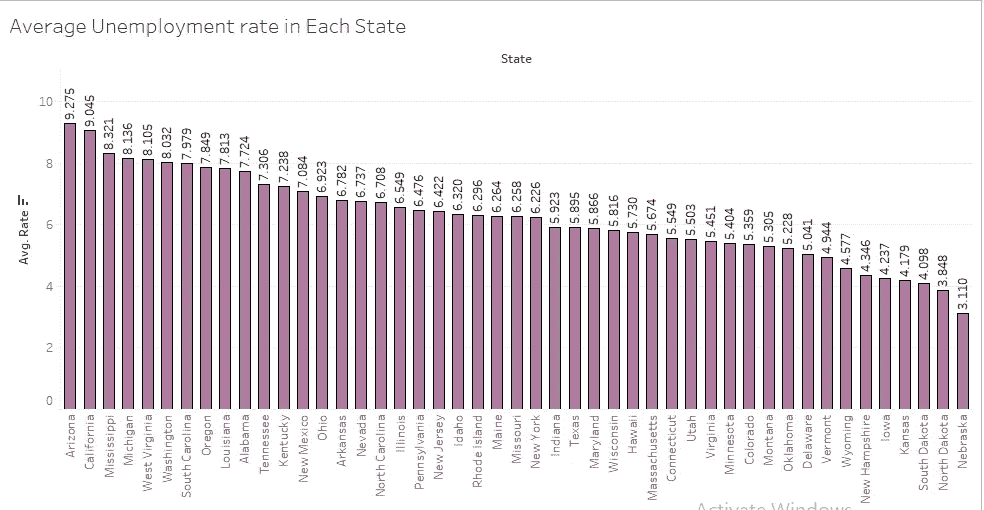 Average Unemployment rate in Each State
State
Avg. Rate
10
8
6
4
2
0
9.275
9.045
8.321
8.136
8.105
8.032
7.979
7.849
7.813
7.724
7.306
7.238
7.084
6.923
6.782
6.737
6.708
6.549
6.476
6.422
6.320
6.296
6.264
6.258
6.226
5.923
5.895
5.866
5.816
5.730
5.674
5.549
5.503
5.451
5.404
5.359
5.305
5.228
5.041
4.944
4.577
4.346
4.237
4.179
4.098
3.848
3.110
Arizona
California
Mississippi
Michigan
West Virginia
Washington
South Carolina
Oregon
Louisiana
Alabama
Tennessee
Kentucky
New Mexico
Ohio
Arkansas
Nevada
North Carolina
Illinois
Pennsylvania
New Jersey
Idaho
Rhode Island
Maine
Missouri
New York
Indiana
Texas
Maryland
Wisconsin
Hawaii
Massachusetts
Connecticut
Utah
Virginia
Minnesota
Colorado
Montana
Oklahoma
Delaware
Vermont
Wyoming
New Hampshire
Iowa
Kansas
South Dakota
North Dakota
Nebraska
Activate Windows